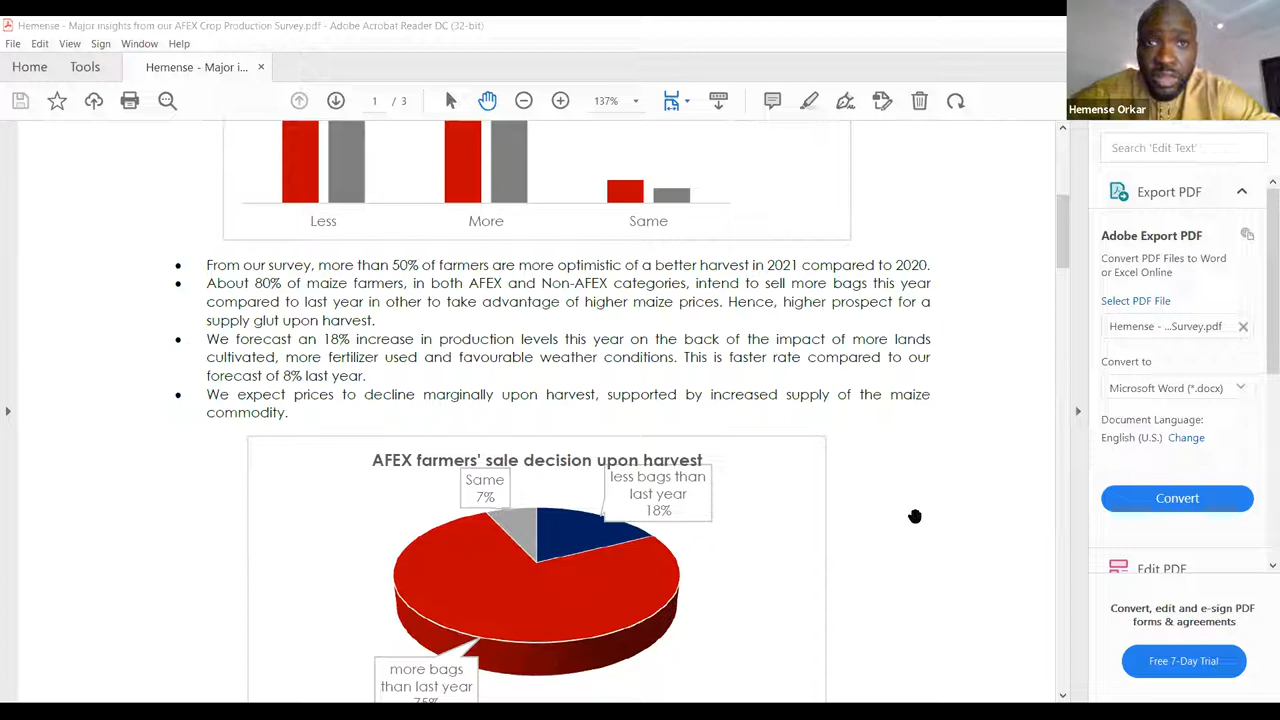 Hemense - Major insights from our AFEX Crop Production Survey.pdf - Adobe Acrobat Reader DC (32-bit)
File Edit View Sign Window Help
Home Tools Hemense - Major i... ×
1 / 3 137%
Hemense Orkar
Less More Same
• From our survey, more than 50% of farmers are more optimistic of a better harvest in 2021 compared to 2020.
• About 80% of maize farmers, in both AFEX and Non-AFEX categories, intend to sell more bags this year
compared to last year in other to take advantage of higher maize prices. Hence, higher prospect for a
supply glut upon harvest.
• We forecast an 18% increase in production levels this year on the back of the impact of more lands
cultivated, more fertilizer used and favourable weather conditions. This is faster rate compared to our
forecast of 8% last year.
• We expect prices to decline marginally upon harvest, supported by increased supply of the maize
commodity.
AFEX farmers' sale decision upon harvest
Same
7%
less bags than
last year
18%
more bags
than last year
75%
Search 'Edit Text'
Export PDF
Adobe Export PDF
Convert PDF Files to Word
or Excel Online
Select PDF File
Hemense - ...Survey.pdf
Convert to
Microsoft Word (*.docx)
Document Language:
English (U.S.) Change
Convert
Edit PDF
Convert, edit and e-sign PDF
forms & agreements
Free 7-Day Trial